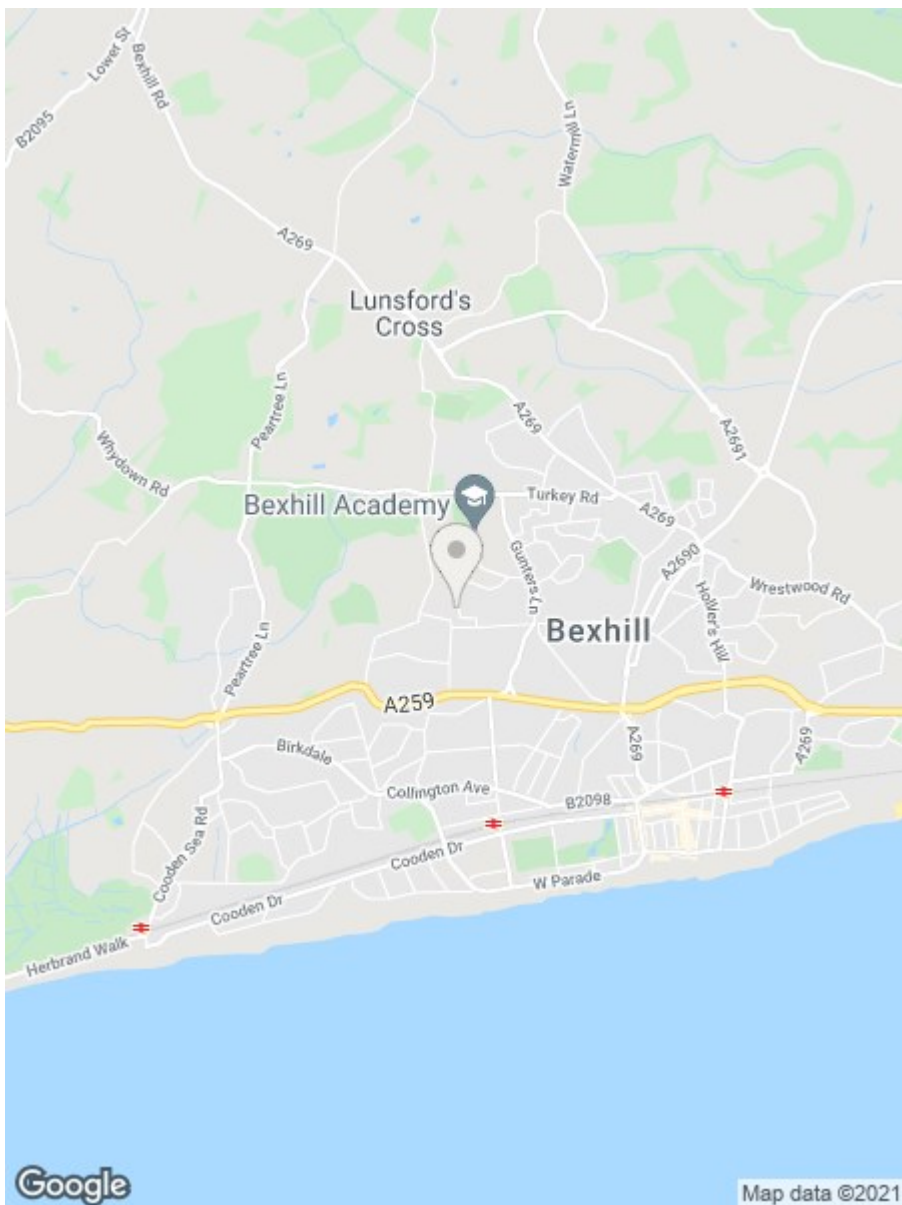 Lower St
B2095
Bexhill Rd
Watermill Ln
A269
Lunsford's
Cross
Peartree Ln
A269
A2691
Whydown Rd
Bexhill Academy
Turkey Rd
A269
Gunters Ln
A2690
Wrestwood Rd
Holliers Hill
Bexhill
Peartree Ln
A259
Birkdale
A269
A269
Collington Ave
B2098
Cooden Sea Rd
Cooden Dr
W Parade
Cooden Dr
Herbrand Walk
Google
Map data ©2021